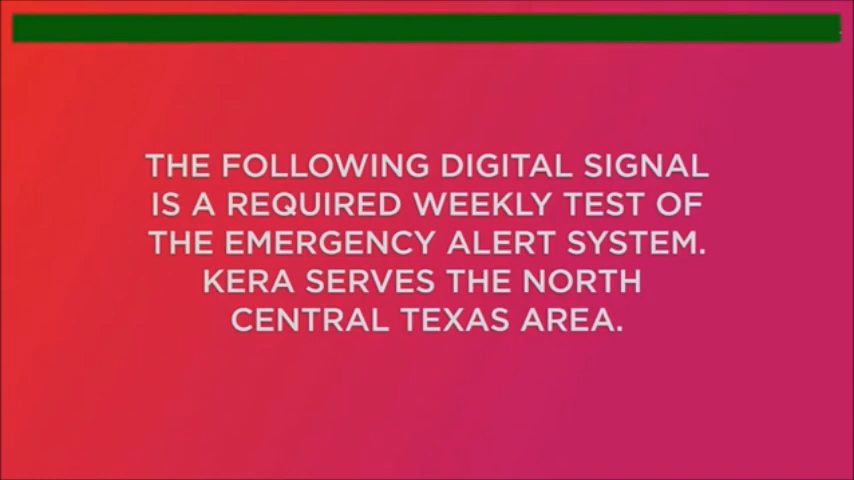 THE FOLLOWING DIGITAL SIGNAL
IS A REQUIRED WEEKLY TEST OF
THE EMERGENCY ALERT SYSTEM.
KERA SERVES THE NORTH
CENTRAL TEXAS AREA.